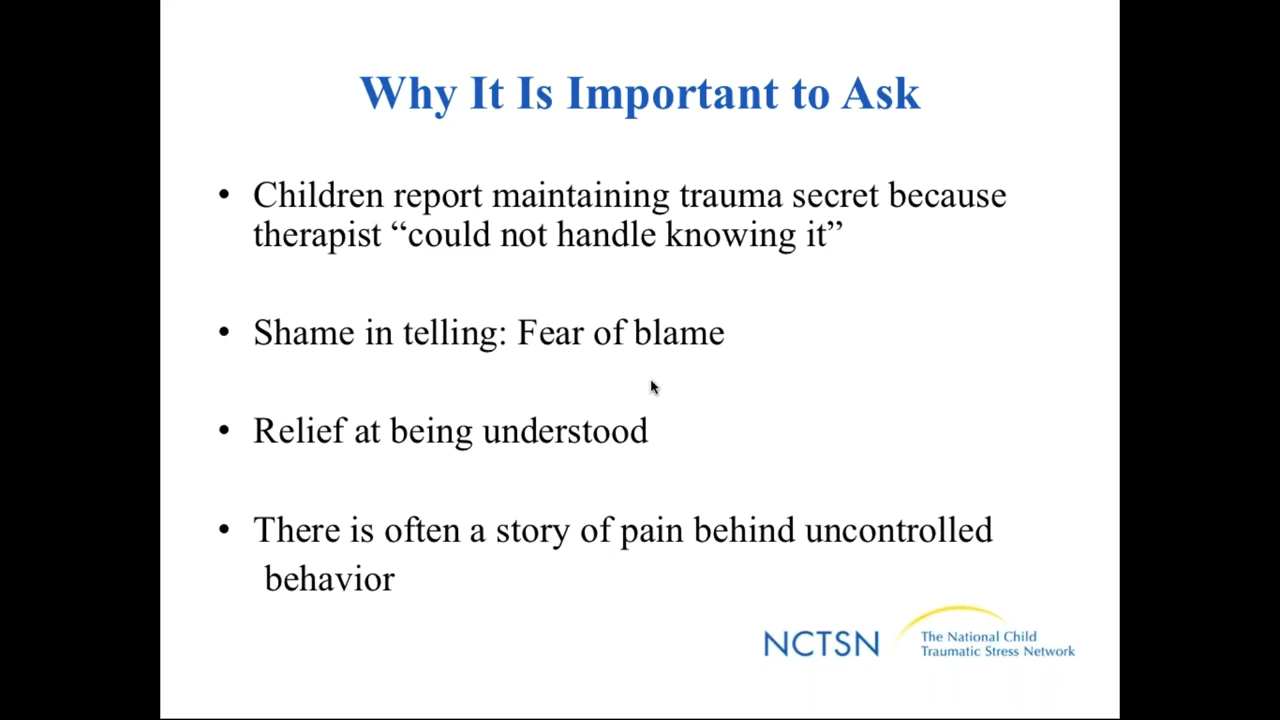 Why It Is Important to Ask
• Children report maintaining trauma secret because
therapist “could not handle knowing it”
• Shame in telling: Fear of blame
• Relief at being understood
• There is often a story of pain behind uncontrolled
behavior
NCTSN
The National Child
Traumatic Stress Network